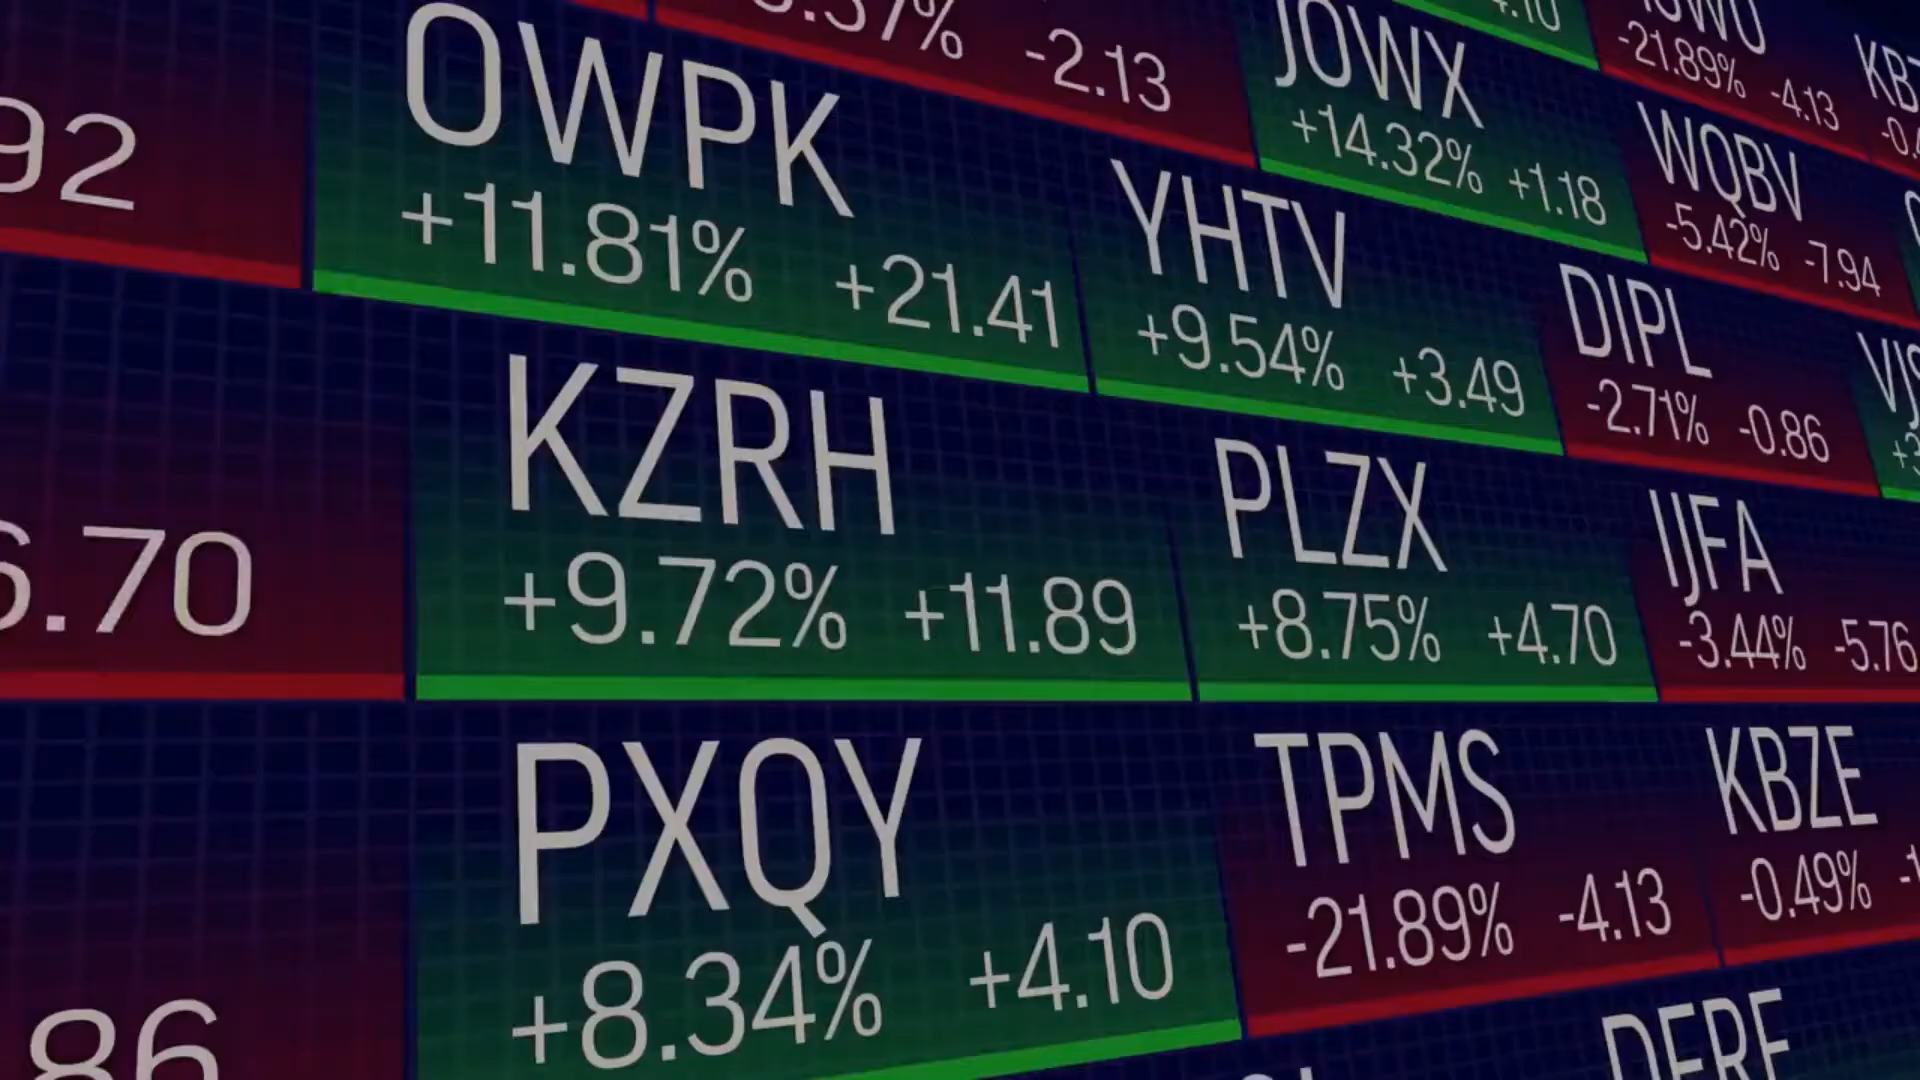 -2.13
4.10
-21.89% -4.13
92
OWPK
+11.81% +21.41
JOWX
+14.32% +1.18
WQBV
-5.42% -7.94
YHTV
+9.54% +3.49
DIPL
-2.71% -0.86
6.70
KZRH
+9.72% +11.89
PLZX
+8.75% +4.70
IJFA
-3.44% -5.76
PXQY
+8.34% +4.10
TPMS
-21.89% -4.13
KBZE
-0.49%
86